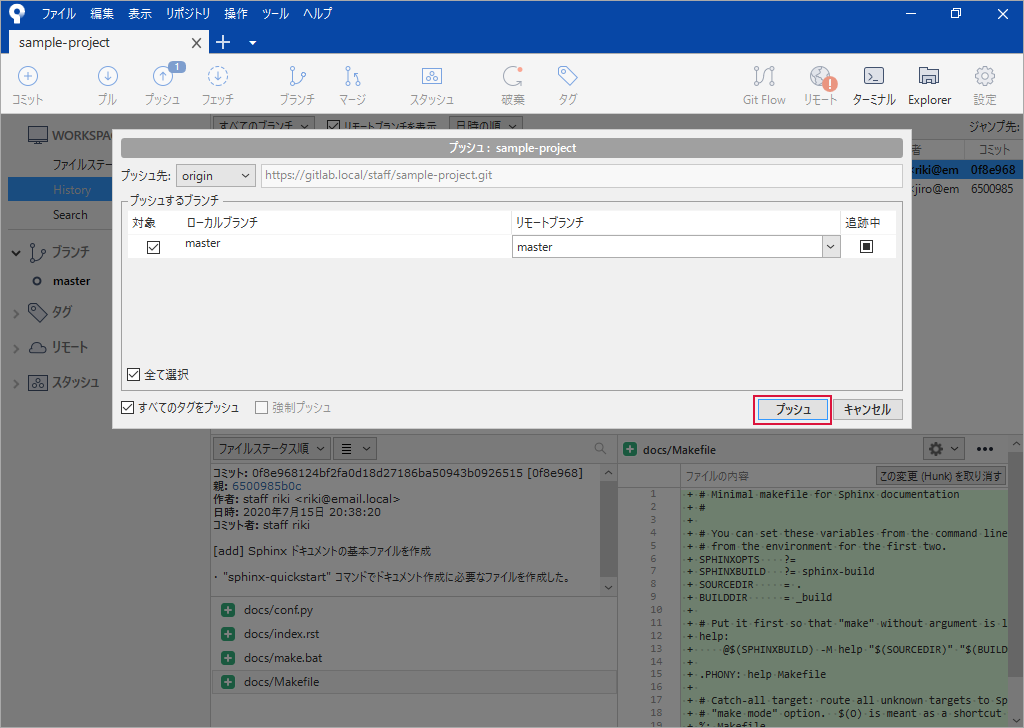 ファイル 編集 表示 リポジトリ 操作 ツール ヘルプ
sample-project
1
コミット プル プッシュ フェッチ ブランチ マージ スタッシュ 破棄 タグ Git Flow リモート ターミナル Explorer 設定
WORKSPA
すべてのブランチ リモートブランチを表示 日時の順 ジャンプ先:
者 コミット
riki@em 0f8e968
jiro@em 6500985
ファイルステー
History
Search
ブランチ
master
タグ
リモート
スタッシュ
プッシュ: sample-project
プッシュ先: origin https://gitlab.local/staff/sample-project.git
プッシュするブランチ
対象 ローカルブランチ リモートブランチ 追跡中
master master
全て選択
すべてのタグをプッシュ 強制プッシュ プッシュ キャンセル
ファイルステータス順
コミット: 0f8e968124bf2fa0d18d27186ba50943b0926515 [0f8e968]
親: 6500985b0c
作者: staff riki <riki@email.local>
日時: 2020年7月15日 20:38:20
コミット者: staff riki
[add] Sphinx ドキュメントの基本ファイルを作成
· "sphinx-quickstart" コマンドでドキュメント作成に必要なファイルを作成した。
docs/conf.py
docs/index.rst
docs/make.bat
docs/Makefile
docs/Makefile
ファイルの内容 この変更 (Hunk) を取り消す
1 + # Minimal makefile for Sphinx documentation
2 + #
3 +
4 + # You can set these variables from the command line
5 + # from the environment for the first two.
6 + SPHINXOPTS ?=
7 + SPHINXBUILD ?= sphinx-build
8 + SOURCEDIR = .
9 + BUILDDIR = _build
10 +
11 + # Put it first so that "make" without argument is l
12 + help:
13 + @$(SPHINXBUILD) -M help "$(SOURCEDIR)" "$(BUILD
14 +
15 + .PHONY: help Makefile
16 +
17 + # Catch-all target: route all unknown targets to Sp
18 + # "make mode" option. $(O) is meant as a shortcut
19 + %: Makefile